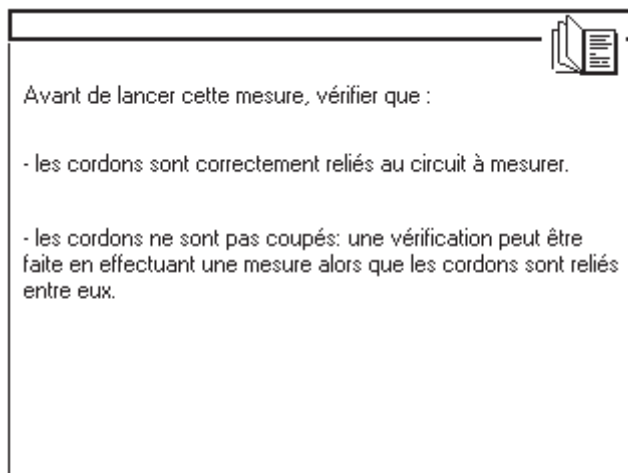 Avant de lancer cette mesure, vérifier que :
- les cordons sont correctement reliés au circuit à mesurer.
- les cordons ne sont pas coupés: une vérification peut être
faite en effectuant une mesure alors que les cordons sont reliés
entre eux.